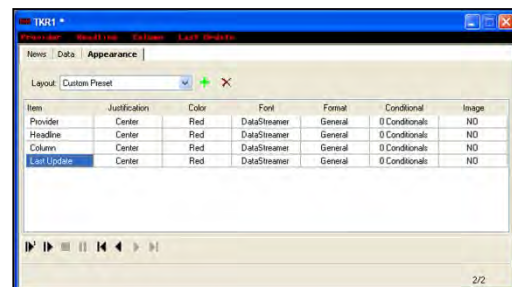 TKR1 *
Provider Headline Column Last Update
News Data Appearance
Layout: Custom Preset
Item Justification Color Font Format Conditional Image
Provider Center Red DataStreamer General 0 Conditionals NO
Headline Center Red DataStreamer General 0 Conditionals NO
Column Center Red DataStreamer General 0 Conditionals NO
Last Update Center Red DataStreamer General 0 Conditionals NO
2/2